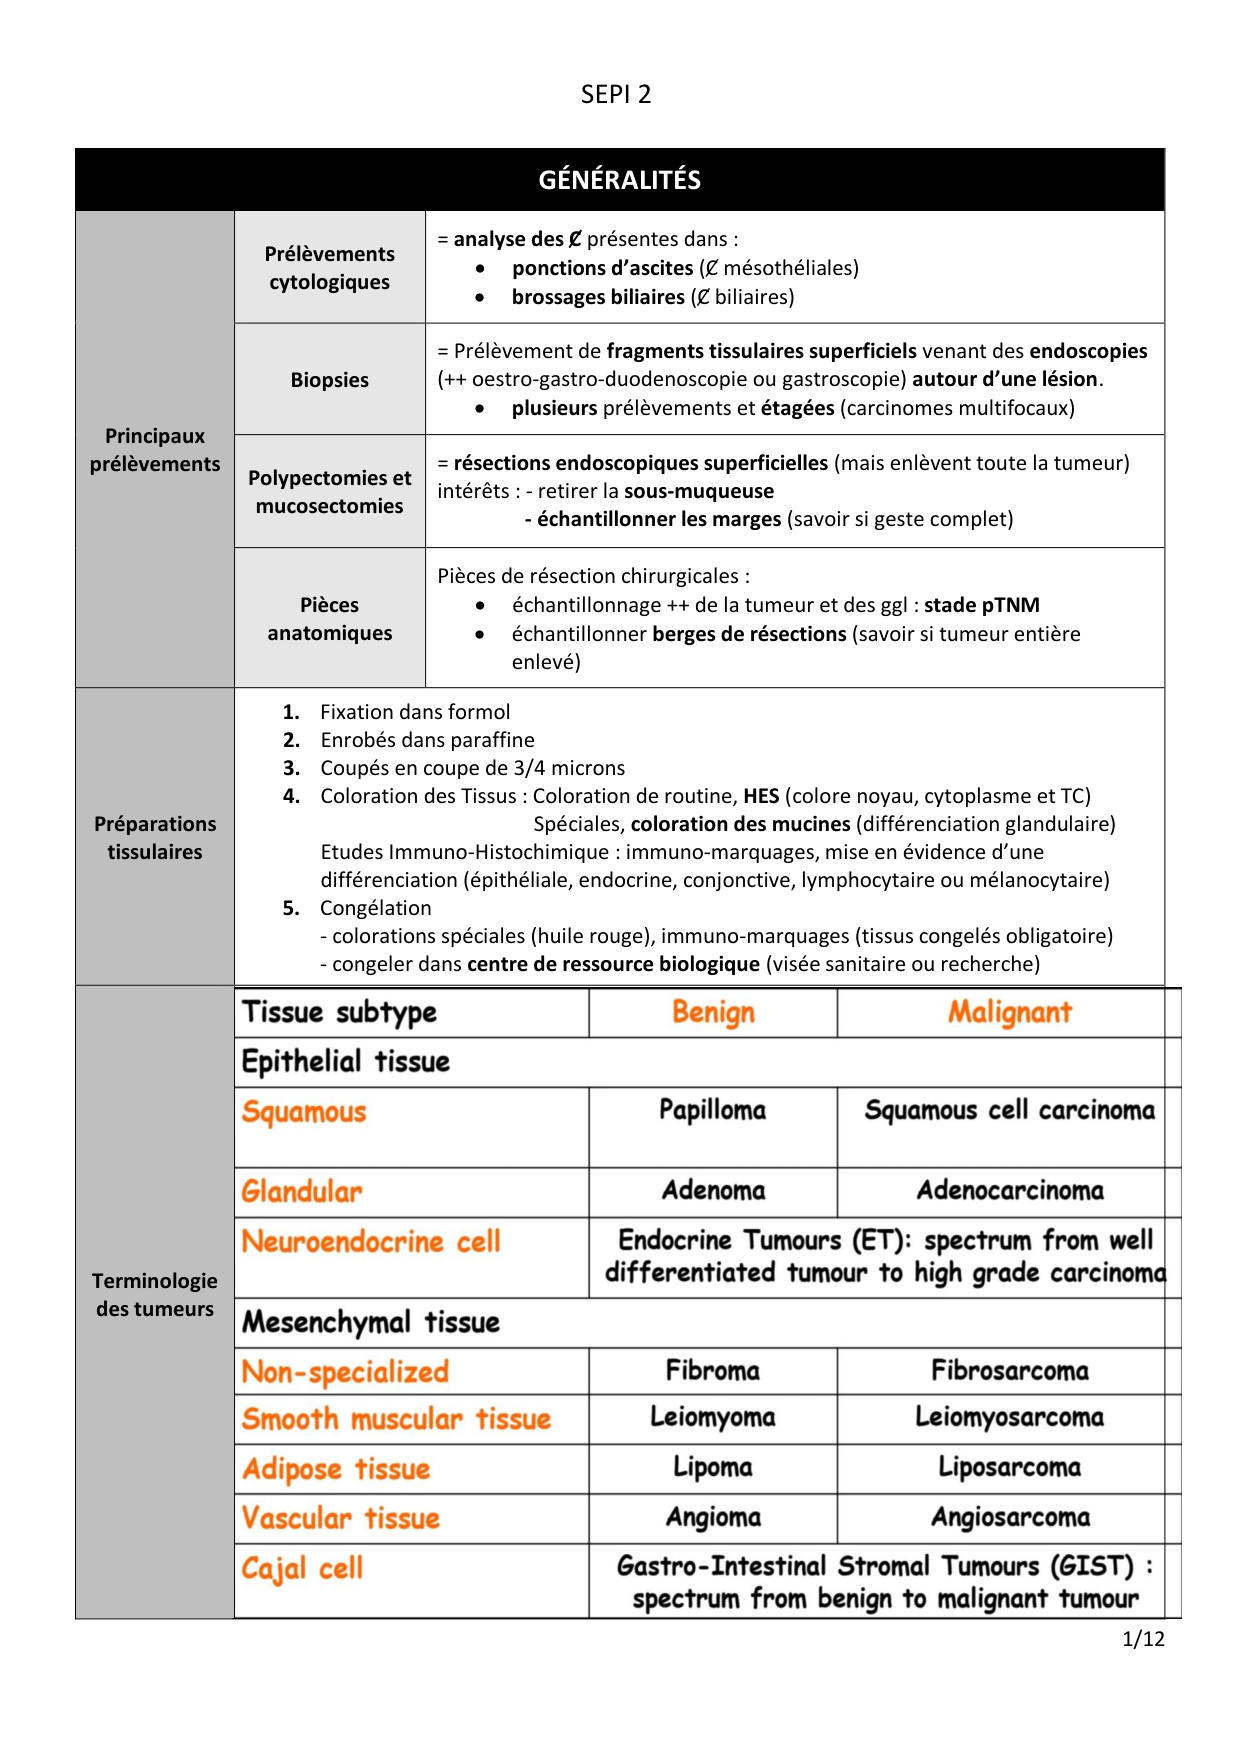 SEPI 2
GÉNÉRALITÉS
Principaux
prélèvements
Prélèvements
cytologiques
= analyse des Ȼ présentes dans :
• ponctions d’ascites (Ȼ mésothéliales)
• brossages biliaires (Ȼ biliaires)
Biopsies
= Prélèvement de fragments tissulaires superficiels venant des endoscopies
(++ oestro-gastro-duodenoscopie ou gastroscopie) autour d’une lésion.
• plusieurs prélèvements et étagées (carcinomes multifocaux)
Polypectomies et
mucosectomies
= résections endoscopiques superficielles (mais enlèvent toute la tumeur)
intérêts : - retirer la sous-muqueuse
- échantillonner les marges (savoir si geste complet)
Pièces
anatomiques
Pièces de résection chirurgicales :
• échantillonnage ++ de la tumeur et des ggl : stade pTNM
• échantillonner berges de résections (savoir si tumeur entière
enlevé)
Préparations
tissulaires
1. Fixation dans formol
2. Enrobés dans paraffine
3. Coupés en coupe de 3/4 microns
4. Coloration des Tissus : Coloration de routine, HES (colore noyau, cytoplasme et TC)
Spéciales, coloration des mucines (différenciation glandulaire)
Etudes Immuno-Histochimique : immuno-marquages, mise en évidence d’une
différenciation (épithéliale, endocrine, conjonctive, lymphocytaire ou mélanocytaire)
5. Congélation
- colorations spéciales (huile rouge), immuno-marquages (tissus congelés obligatoire)
- congeler dans centre de ressource biologique (visée sanitaire ou recherche)
Terminologie
des tumeurs
Tissue subtype Benign Malignant
Epithelial tissue
Squamous Papilloma Squamous cell carcinoma
Glandular Adenoma Adenocarcinoma
Neuroendocrine cell Endocrine Tumours (ET): spectrum from well
differentiated tumour to high grade carcinoma
Mesenchymal tissue
Non-specialized Fibroma Fibrosarcoma
Smooth muscular tissue Leiomyoma Leiomyosarcoma
Adipose tissue Lipoma Liposarcoma
Vascular tissue Angioma Angiosarcoma
Cajal cell Gastro-Intestinal Stromal Tumours (GIST) :
spectrum from benign to malignant tumour
1/12